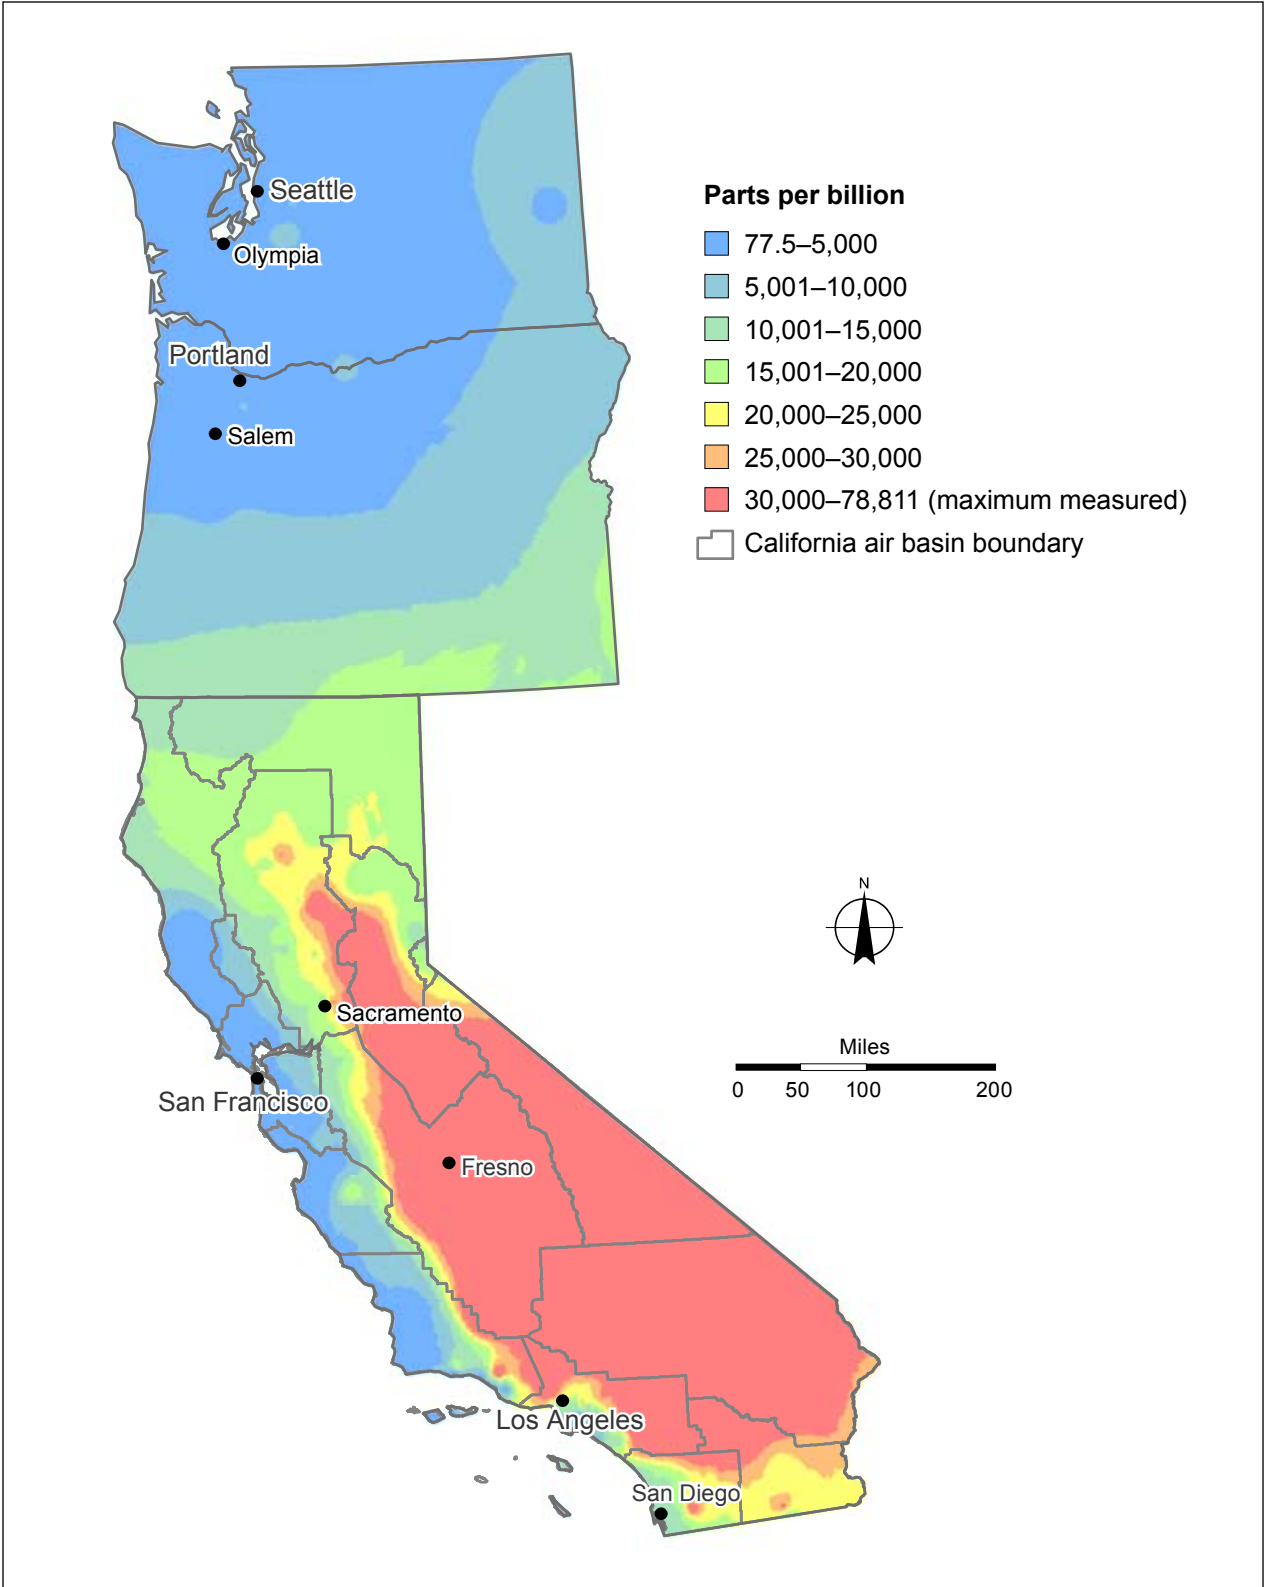 Seattle
Olympia
Portland
Salem
Parts per billion
77.5–5,000
5,001–10,000
10,001–15,000
15,001–20,000
20,000–25,000
25,000–30,000
30,000–78,811 (maximum measured)
California air basin boundary
N
Sacramento
Miles
0 50 100 200
San Francisco
Fresno
Los Angeles
San Diego